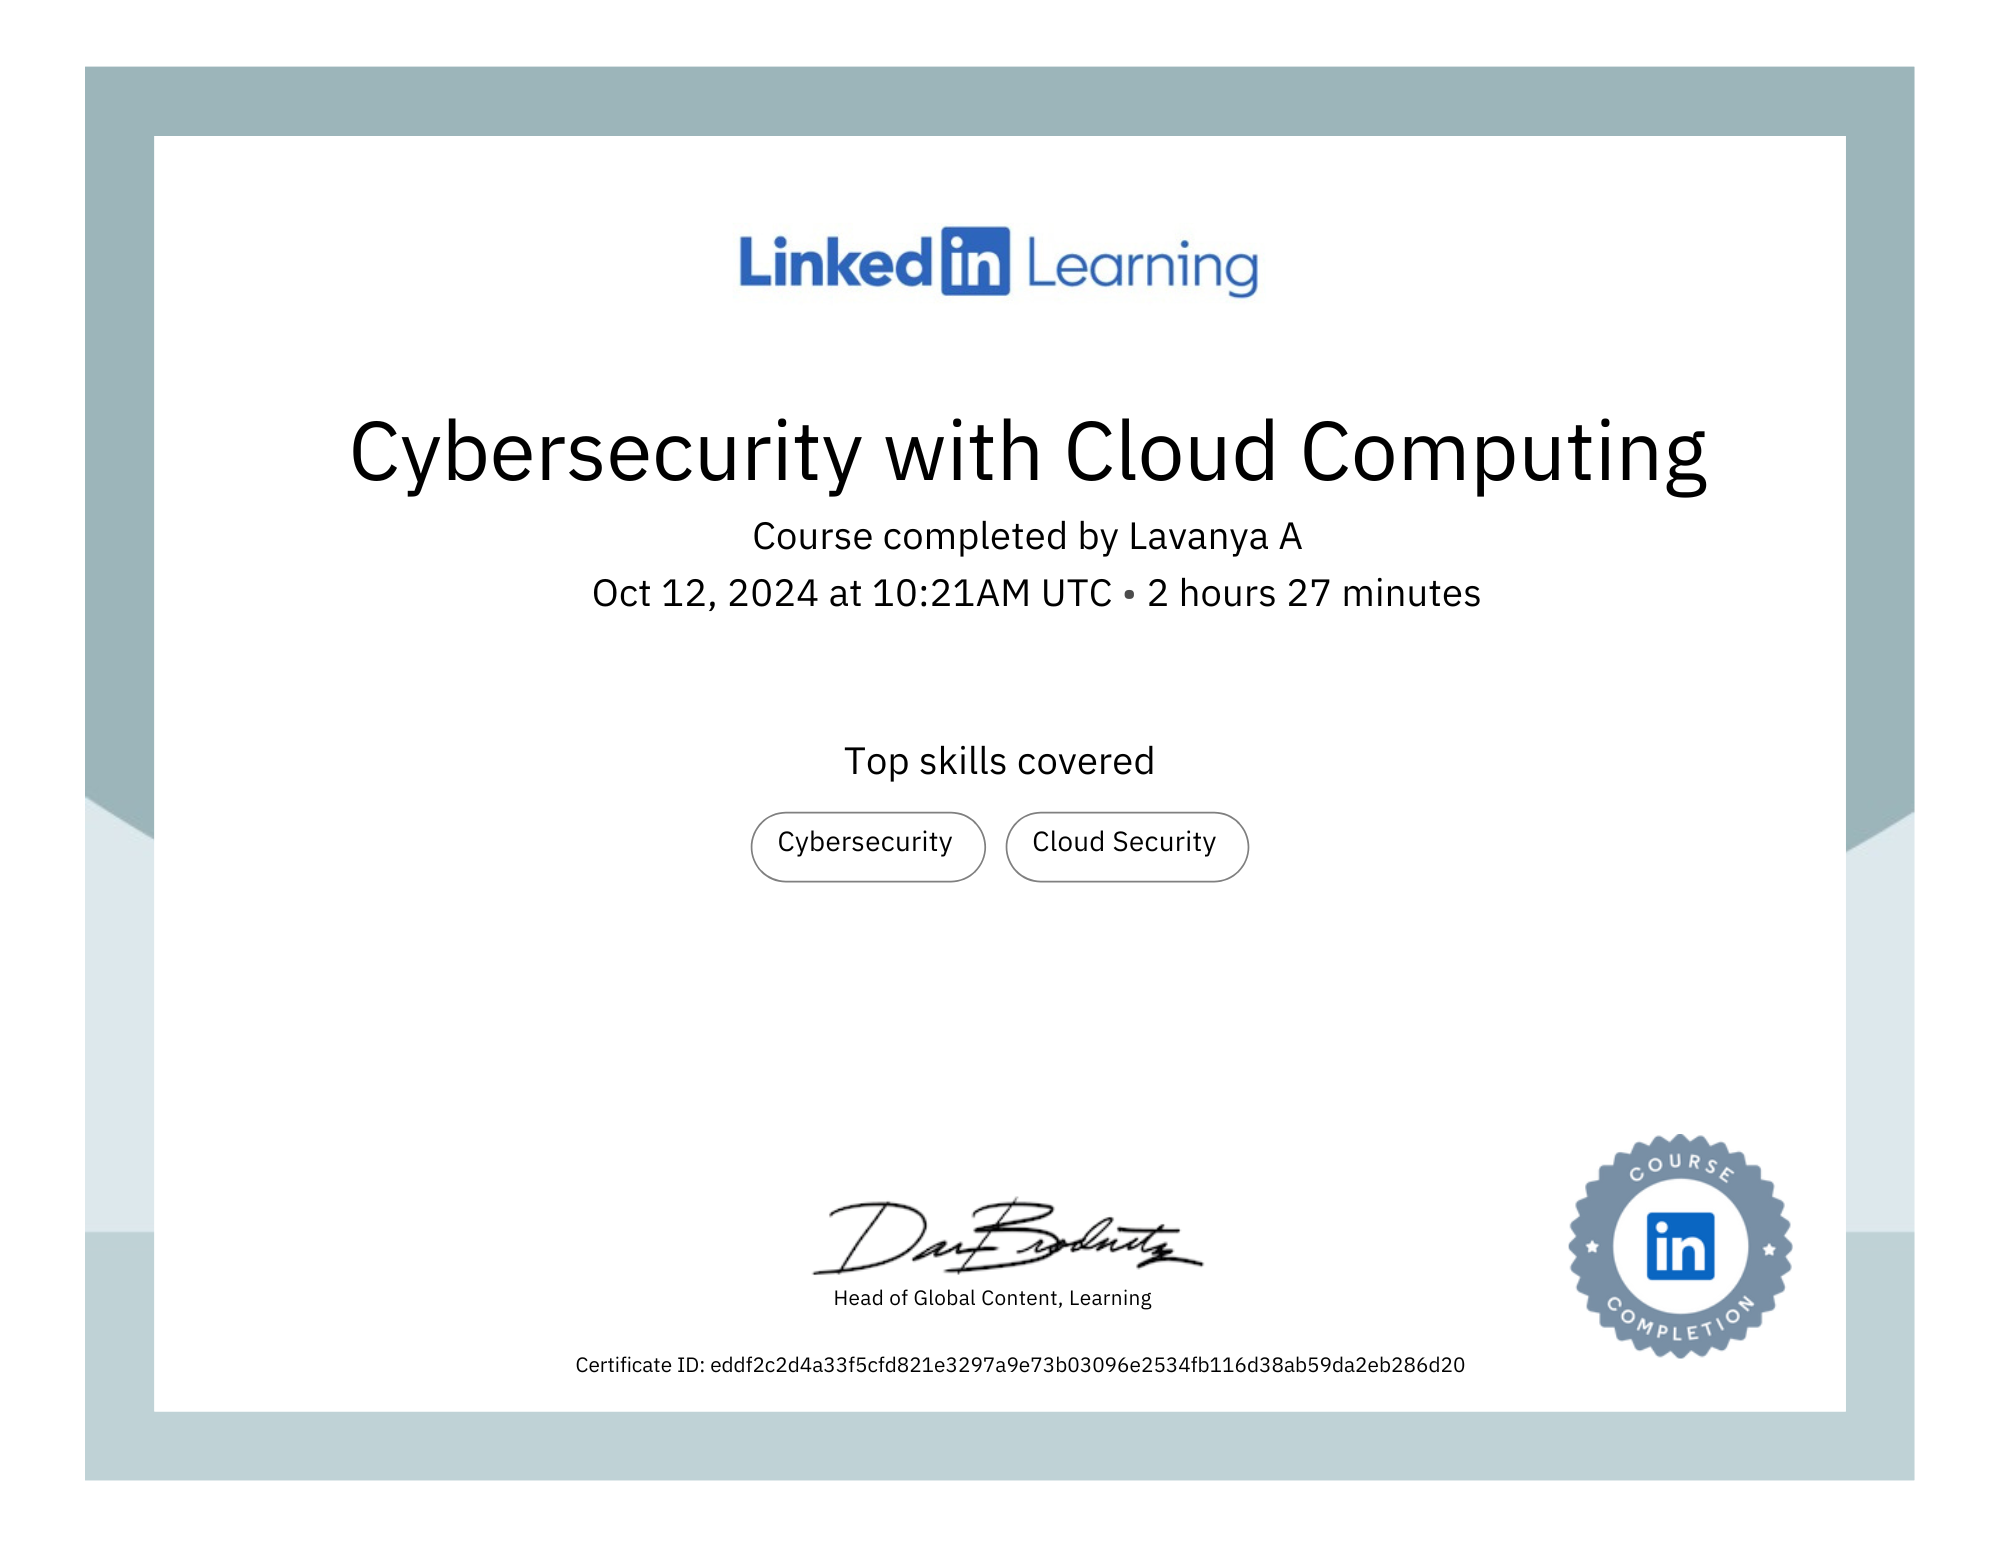 Linkedin Learning
Cybersecurity with Cloud Computing
Course completed by Lavanya A
Oct 12, 2024 at 10:21AM UTC • 2 hours 27 minutes
Top skills covered
Cybersecurity
Cloud Security
Dan Brodnitz
Head of Global Content, Learning
COURSE
in
COMPLETION
Certificate ID: eddf2c2d4a33f5cfd821e3297a9e73b03096e2534fb116d38ab59da2eb286d20